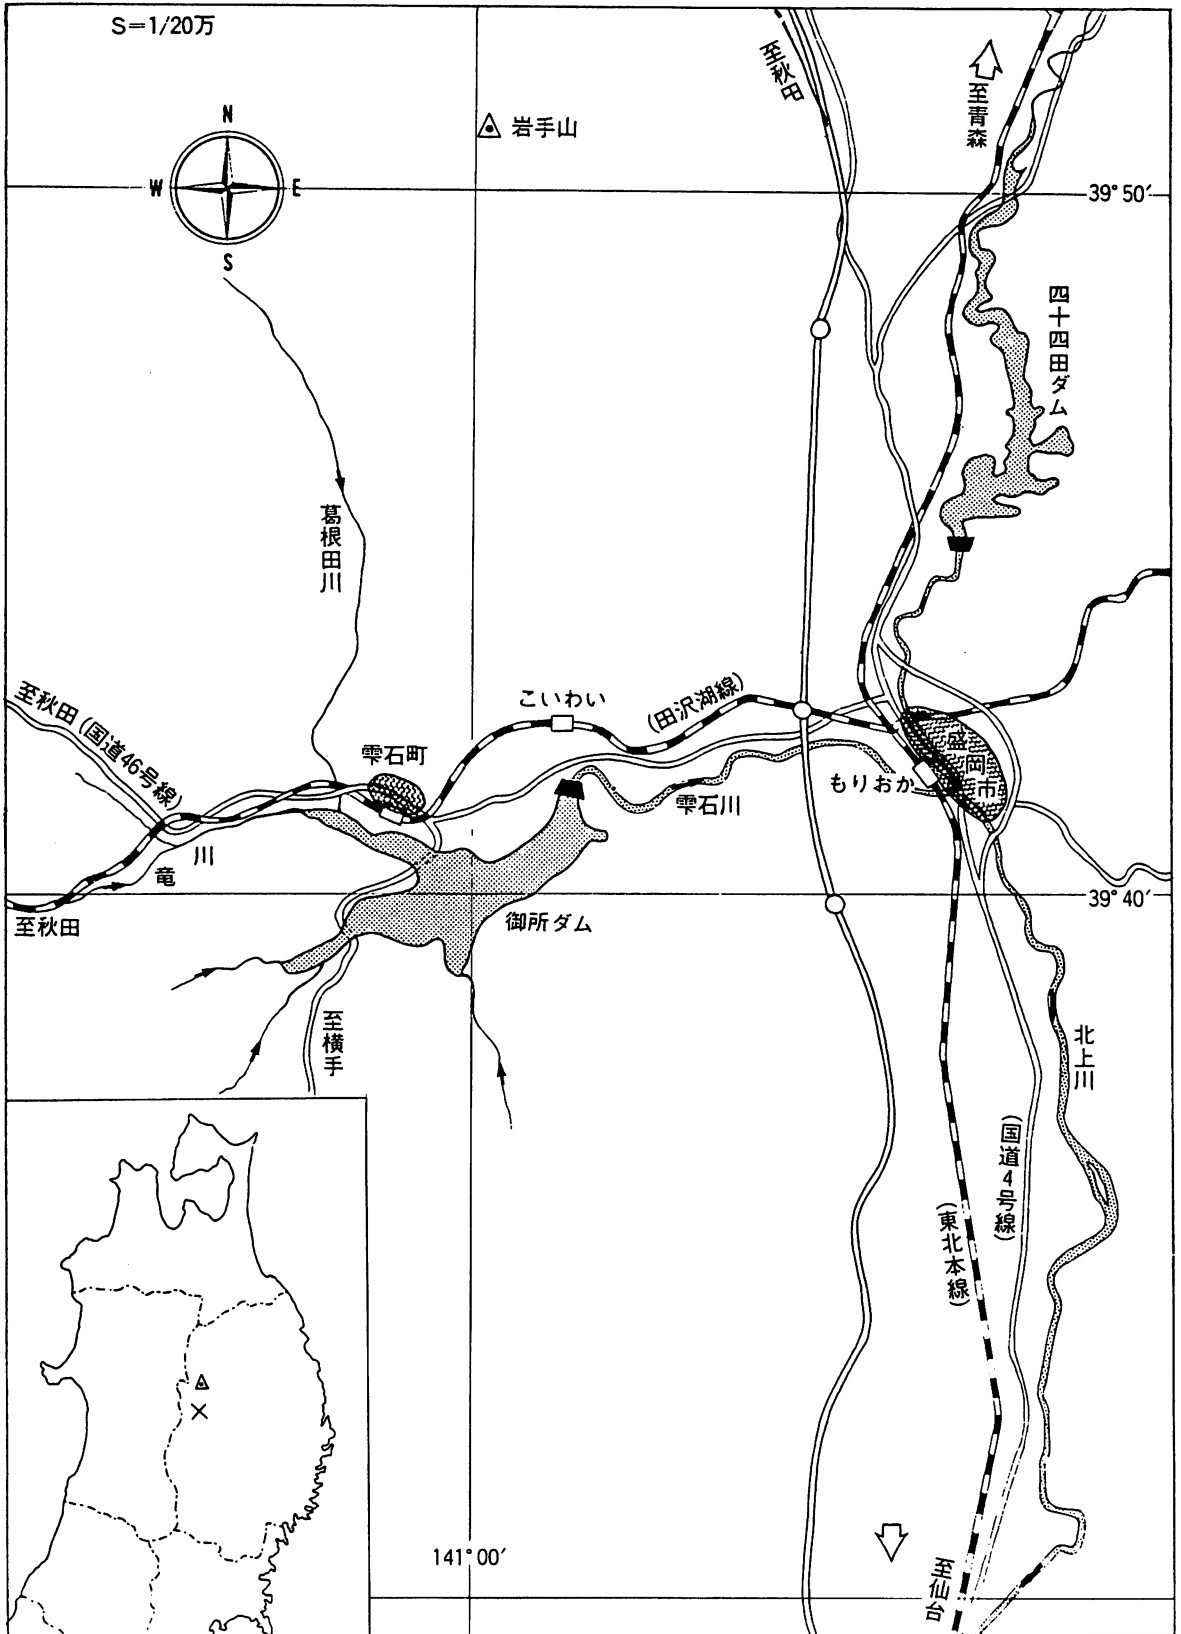 S=1/20万
N
W
E
S
岩手山
至秋田
至青森
39°50′
四十四田ダム
葛根田川
至秋田(国道46号線)
こいわい
(田沢湖線)
雫石町
盛岡市
もりおか
雫石川
竜川
至秋田
39°40′
御所ダム
至横手
北上川
(国道4号線)
(東北本線)
141°00′
至仙台